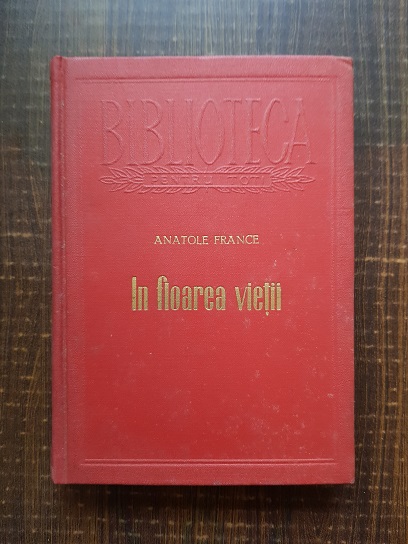 BIBLIOTECA
PENTRU TOȚI
ANATOLE FRANCE
In floarea vieții